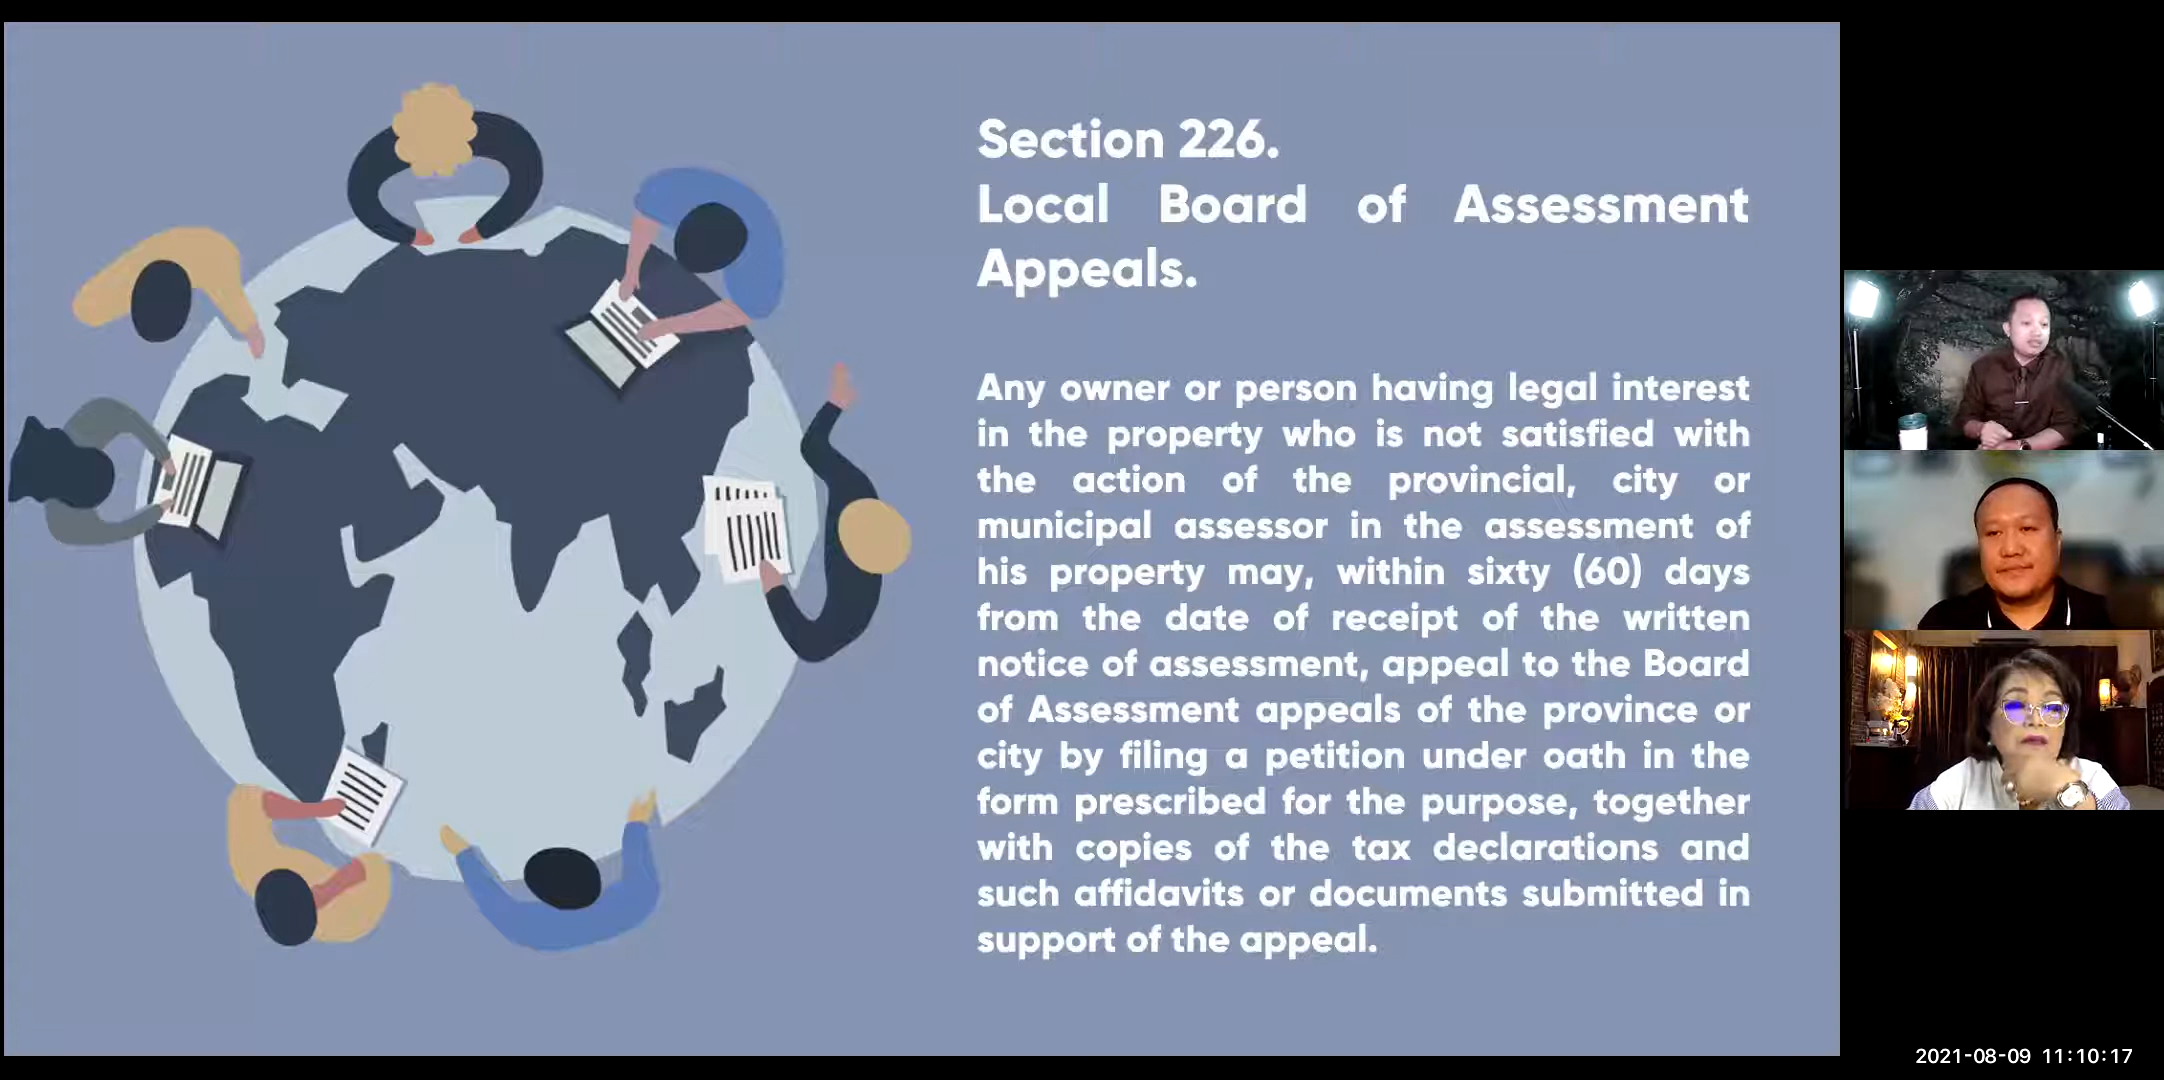 Section 226.
Local Board of Assessment
Appeals.
Any owner or person having legal interest
in the property who is not satisfied with
the action of the provincial, city or
municipal assessor in the assessment of
his property may, within sixty (60) days
from the date of receipt of the written
notice of assessment, appeal to the Board
of Assessment appeals of the province or
city by filing a petition under oath in the
form prescribed for the purpose, together
with copies of the tax declarations and
such affidavits or documents submitted in
support of the appeal.
2021-08-09 11:10:17